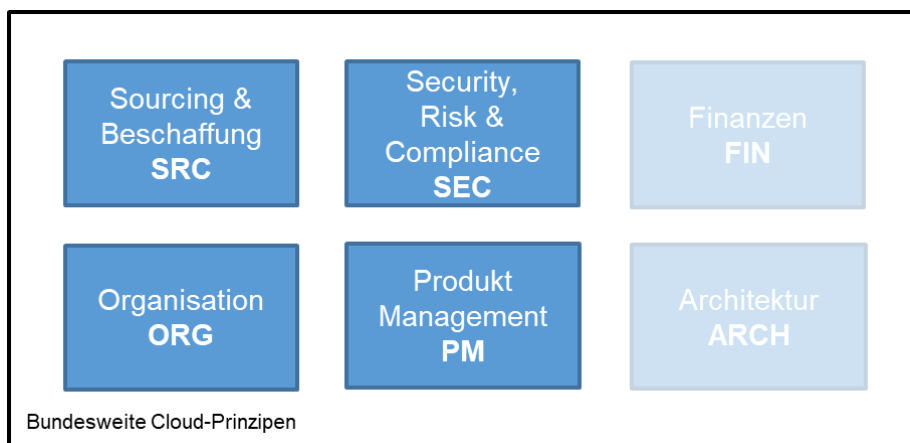 Sourcing &
Beschaffung
SRC
Security,
Risk &
Compliance
SEC
Finanzen
FIN
Organisation
ORG
Produkt
Management
PM
Architektur
ARCH
Bundesweite Cloud-Prinzipen